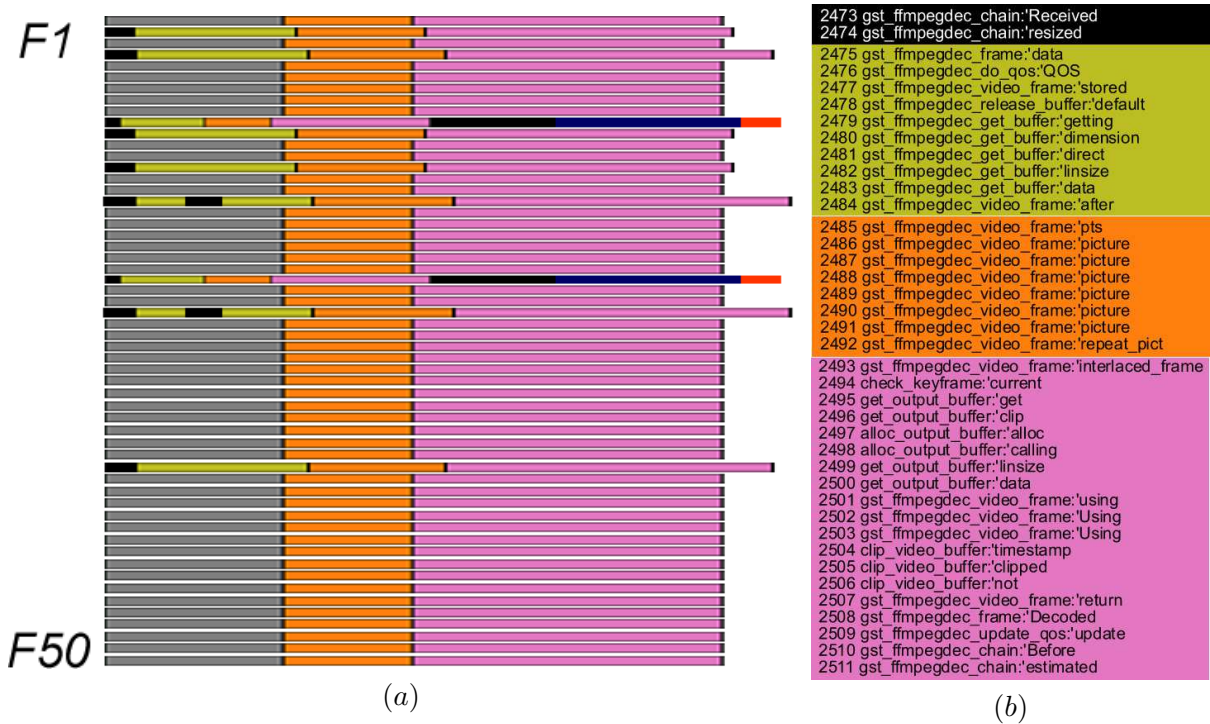 F1
F50
(a)
2473 gst_ffmpegdec_chain:'Received
2474 gst_ffmpegdec_chain:'resized
2475 gst_ffmpegdec_frame:'data
2476 gst_ffmpegdec_do_qos:'QOS
2477 gst_ffmpegdec_video_frame:'stored
2478 gst_ffmpegdec_release_buffer:'default
2479 gst_ffmpegdec_get_buffer:'getting
2480 gst_ffmpegdec_get_buffer:'dimension
2481 gst_ffmpegdec_get_buffer:'direct
2482 gst_ffmpegdec_get_buffer:'linsize
2483 gst_ffmpegdec_get_buffer:'data
2484 gst_ffmpegdec_video_frame:'after
2485 gst_ffmpegdec_video_frame:'pts
2486 gst_ffmpegdec_video_frame:'picture
2487 gst_ffmpegdec_video_frame:'picture
2488 gst_ffmpegdec_video_frame:'picture
2489 gst_ffmpegdec_video_frame:'picture
2490 gst_ffmpegdec_video_frame:'picture
2491 gst_ffmpegdec_video_frame:'picture
2492 gst_ffmpegdec_video_frame:'repeat_pict
2493 gst_ffmpegdec_video_frame:'interlaced_frame
2494 check_keyframe:'current
2495 get_output_buffer:'get
2496 get_output_buffer:'clip
2497 alloc_output_buffer:'alloc
2498 alloc_output_buffer:'calling
2499 get_output_buffer:'linsize
2500 get_output_buffer:'data
2501 gst_ffmpegdec_video_frame:'using
2502 gst_ffmpegdec_video_frame:'Using
2503 gst_ffmpegdec_video_frame:'Using
2504 clip_video_buffer:'timestamp
2505 clip_video_buffer:'clipped
2506 clip_video_buffer:'not
2507 gst_ffmpegdec_video_frame:'return
2508 gst_ffmpegdec_frame:'Decoded
2509 gst_ffmpegdec_update_qos:'update
2510 gst_ffmpegdec_chain:'Before
2511 gst_ffmpegdec_chain:'estimated
(b)